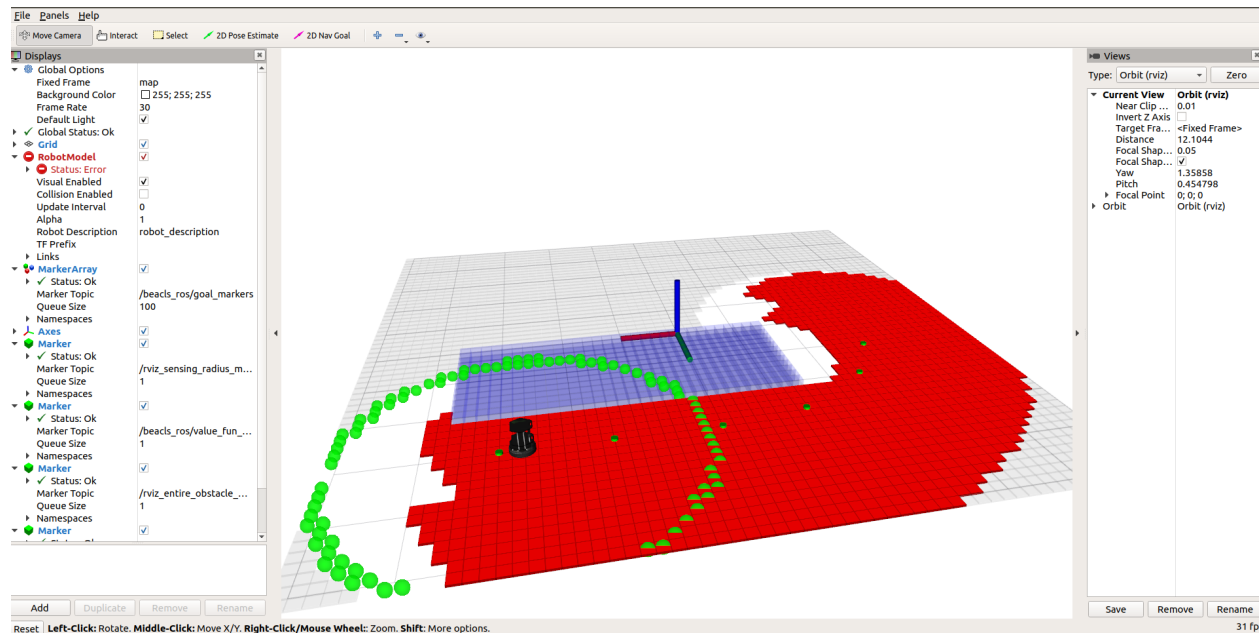 File Panels Help
Move Camera Interact Select 2D Pose Estimate 2D Nav Goal
Displays
Global Options
Fixed Frame map
Background Color 255; 255; 255
Frame Rate 30
Default Light
Global Status: Ok
Grid
RobotModel
Status: Error
Visual Enabled
Collision Enabled
Update Interval 0
Alpha 1
Robot Description robot_description
TF Prefix
Links
MarkerArray
Status: Ok
Marker Topic /beacls_ros/goal_markers
Queue Size 100
Namespaces
Axes
Marker
Status: Ok
Marker Topic /rviz_sensing_radius_m...
Queue Size 1
Namespaces
Marker
Status: Ok
Marker Topic /beacls_ros/value_fun_...
Queue Size 1
Namespaces
Marker
Status: Ok
Marker Topic /rviz_entire_obstacle_...
Queue Size 1
Namespaces
Marker
Add Duplicate Remove Rename
Views
Type: Orbit (rviz) Zero
Current View Orbit (rviz)
Near Clip ... 0.01
Invert Z Axis
Target Fra... <Fixed Frame>
Distance 12.1044
Focal Shap... 0.05
Focal Shap...
Yaw 1.35858
Pitch 0.454798
Focal Point 0; 0; 0
Orbit Orbit (rviz)
Save Remove Rename
Reset Left-Click: Rotate. Middle-Click: Move X/Y. Right-Click/Mouse Wheel:: Zoom. Shift: More options.
31 fp